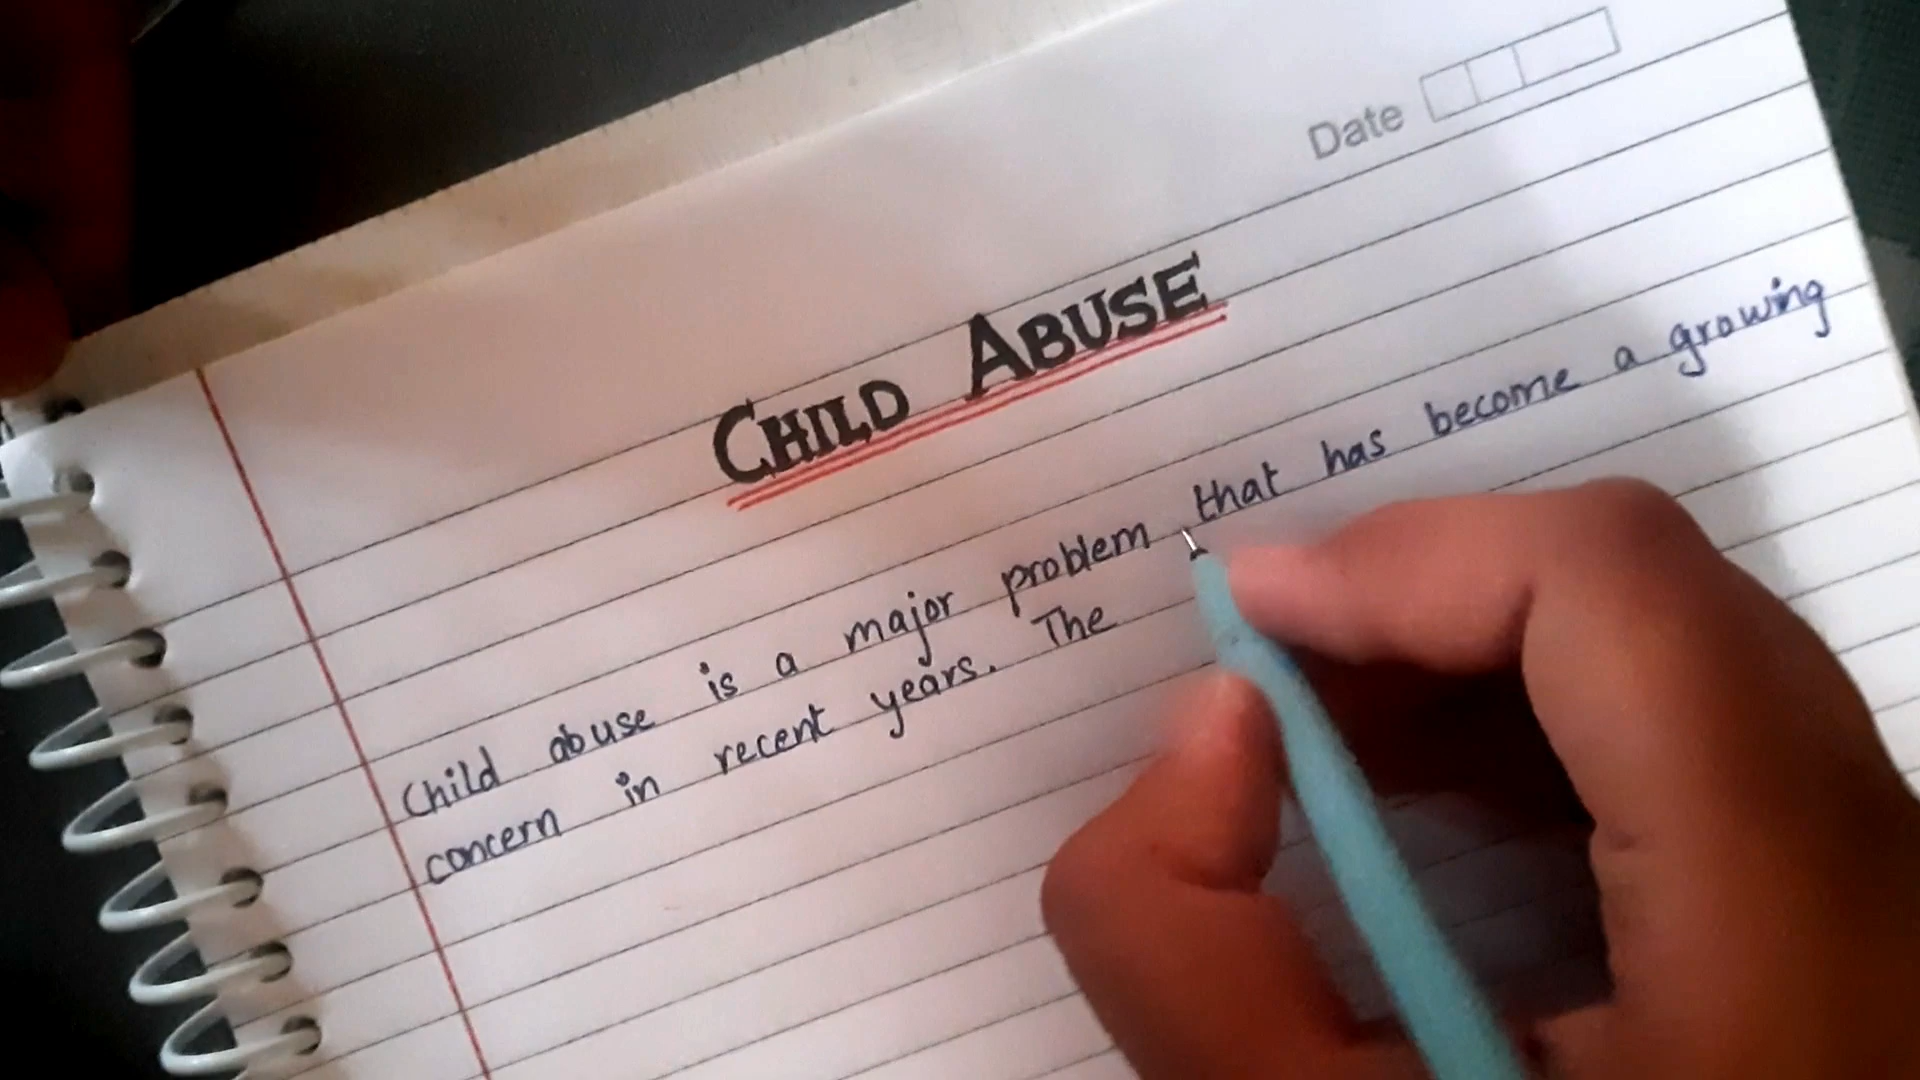 Date
CHILD ABUSE
Child abuse is a major problem that has become a growing
concern in recent years. The